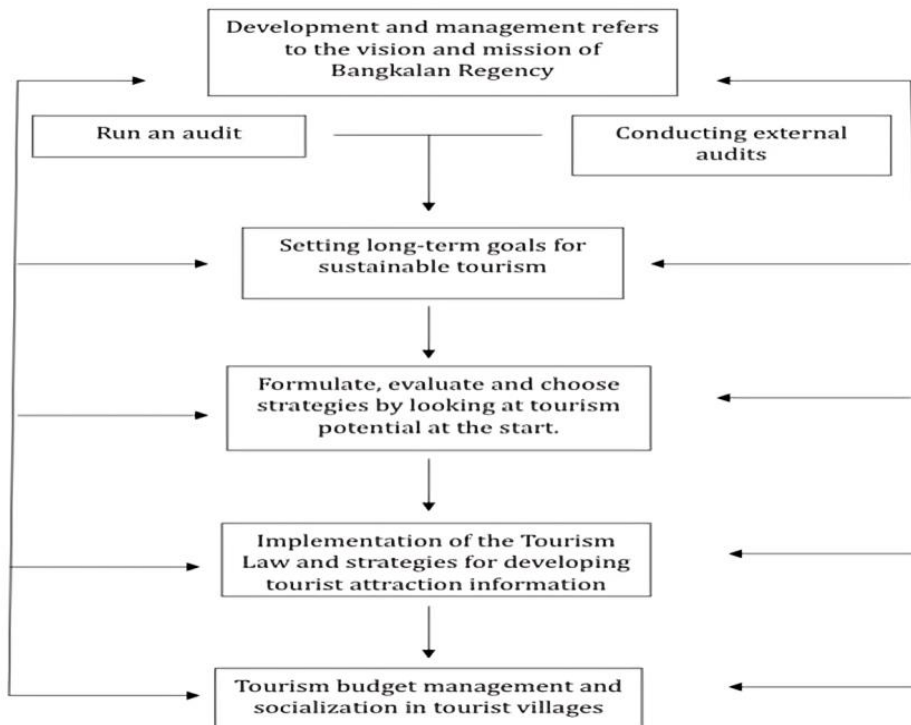 Development and management refers
to the vision and mission of
Bangkalan Regency
Run an audit
Conducting external
audits
Setting long-term goals for
sustainable tourism
Formulate, evaluate and choose
strategies by looking at tourism
potential at the start.
Implementation of the Tourism
Law and strategies for developing
tourist attraction information
Tourism budget management and
socialization in tourist villages